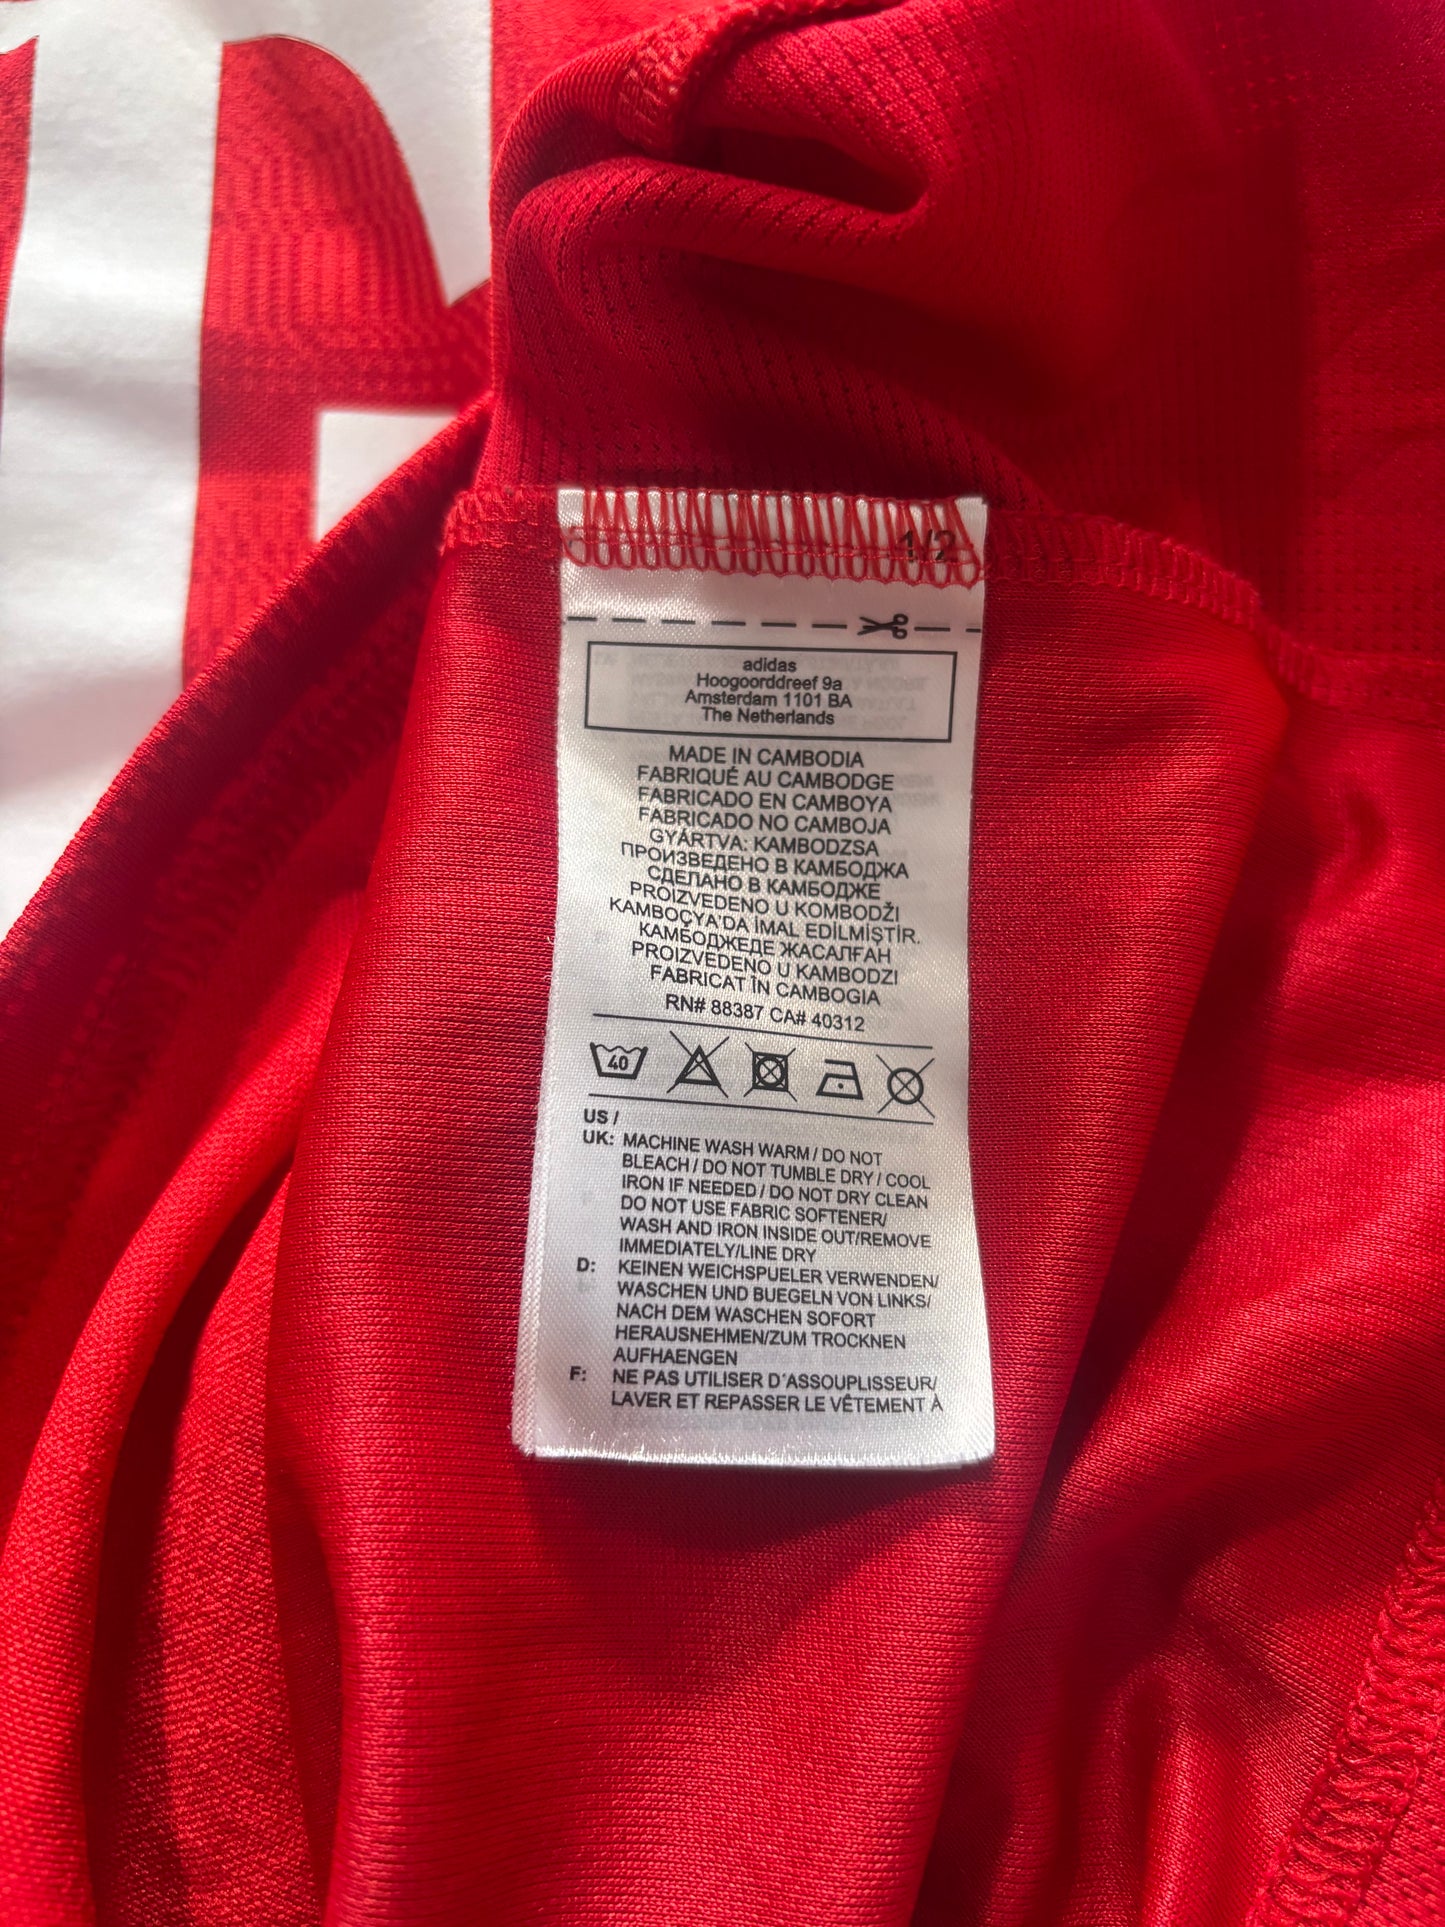 1/2
adidas
Hoogoorddreef 9a
Amsterdam 1101 BA
The Netherlands
MADE IN CAMBODIA
FABRIQUÉ AU CAMBODGE
FABRICADO EN CAMBOYA
FABRICADO NO CAMBOJA
GYÁRTVA: KAMBODZSA
ПРОИЗВЕДЕНО В КАМБОДЖА
СДЕЛАНО В КАМБОДЖЕ
PROIZVEDENO U KOMBODŽI
KAMBOÇYA'DA İMAL EDİLMİŞTİR.
КАМБОДЖЕДЕ ЖАСАЛҒАН
PROIZVEDENO U KAMBODZI
FABRICAT ÎN CAMBOGIA
RN# 88387 CA# 40312
40
US /
UK: MACHINE WASH WARM / DO NOT
BLEACH / DO NOT TUMBLE DRY / COOL
IRON IF NEEDED / DO NOT DRY CLEAN
DO NOT USE FABRIC SOFTENER/
WASH AND IRON INSIDE OUT/REMOVE
IMMEDIATELY/LINE DRY
D: KEINEN WEICHSPUELER VERWENDEN/
WASCHEN UND BUEGELN VON LINKS/
NACH DEM WASCHEN SOFORT
HERAUSNEHMEN/ZUM TROCKNEN
AUFHAENGEN
F: NE PAS UTILISER D'ASSOUPLISSEUR/
LAVER ET REPASSER LE VÊTEMENT À